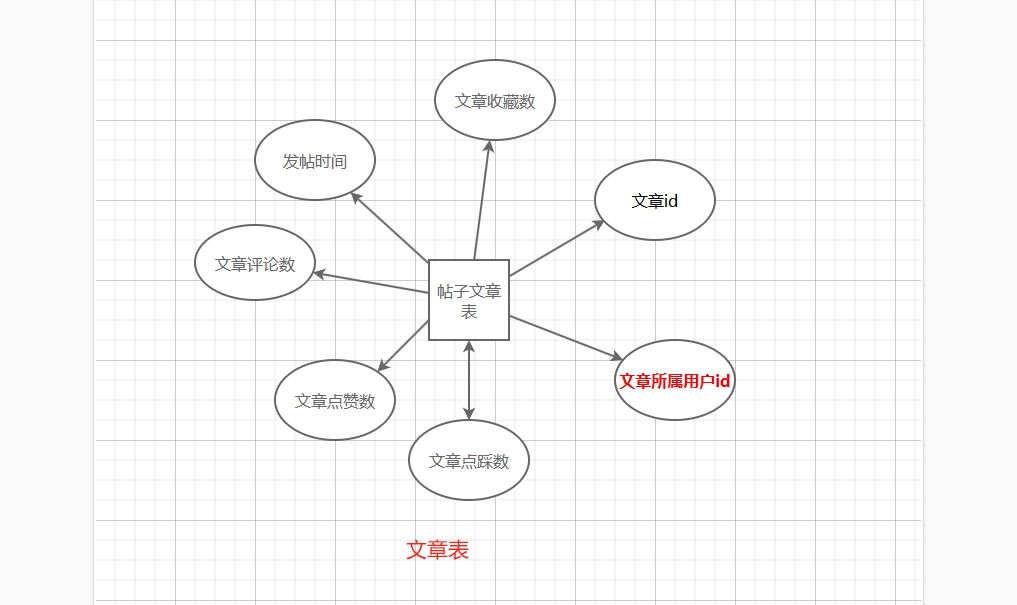 文章收藏数
发帖时间
文章id
文章评论数
帖子文章
表
文章所属用户id
文章点赞数
文章点踩数
文章表